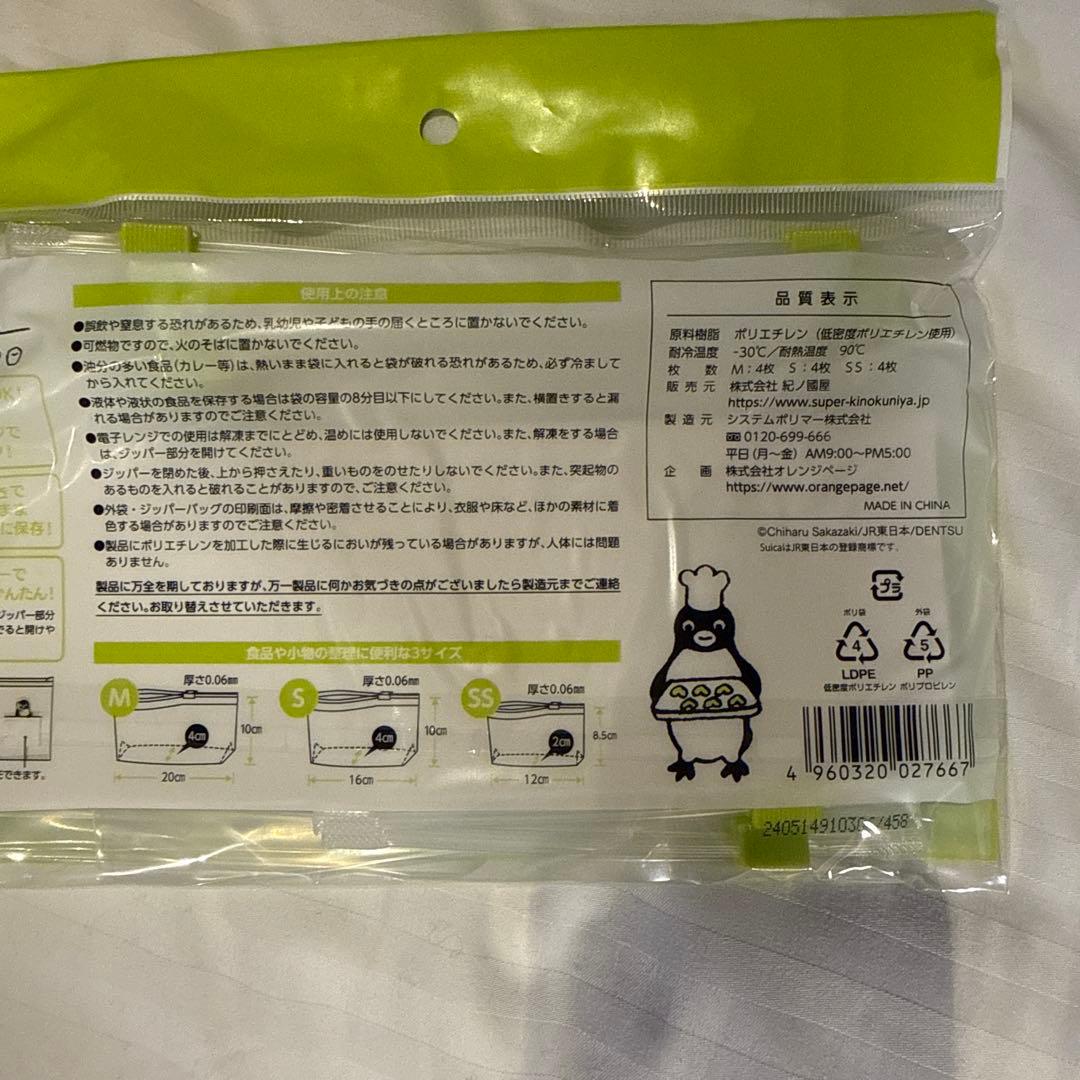 使用上の注意
●誤飲や窒息する恐れがあるため、乳幼児や子どもの手の届くところに置かないでください。
●可燃物ですので、火のそばに置かないでください。
●油分の多い食品(カレー等)は、熱いまま袋に入れると袋が破れる恐れがあるため、必ず冷まして
から入れてください。
●液体や液状の食品を保存する場合は袋の容量の8分目以下にしてください。また、横置きすると漏
れる場合がありますのでご注意ください。
●電子レンジでの使用は解凍までにとどめ、温めには使用しないでください。また、解凍をする場合
は、ジッパー部分を開けてください。
●ジッパーを閉めた後、上から押さえたり、重いものをのせたりしないでください。また、突起物の
あるものを入れると破れることがありますので、ご注意ください。
●外袋・ジッパーバッグの印刷面は、摩擦や密着させることにより、衣服や床など、ほかの素材に着
色する場合がありますのでご注意ください。
●製品にポリエチレンを加工した際に生じるにおいが残っている場合がありますが、人体には問題
ありません。
製品に万全を期しておりますが、万一製品に何かお気づきの点がございましたら製造元までご連絡
ください。お取り替えさせていただきます。
食品や小物の整理に便利な3サイズ
M 厚さ0.06㎜ 4㎝ 10㎝ 20㎝
S 厚さ0.06㎜ 4㎝ 10㎝ 16㎝
SS 厚さ0.06㎜ 2㎝ 8.5㎝ 12㎝
品質表示
原料樹脂 ポリエチレン(低密度ポリエチレン使用)
耐冷温度 -30℃/耐熱温度 90℃
枚数 M:4枚 S:4枚 SS:4枚
販売元 株式会社 紀ノ國屋
https://www.super-kinokuniya.jp
製造元 システムポリマー株式会社
0120-699-666
平日(月〜金) AM9:00〜PM5:00
企画 株式会社オレンジページ
https://www.orangepage.net/
MADE IN CHINA
©Chiharu Sakazaki/JR東日本/DENTSU
SuicaはJR東日本の登録商標です。
プラ
ポリ袋 外袋
4 5
LDPE PP
低密度ポリエチレン ポリプロピレン
4 960320 027667
ジッパー部分
でると開けや
できます。
に保存!
かんたん!